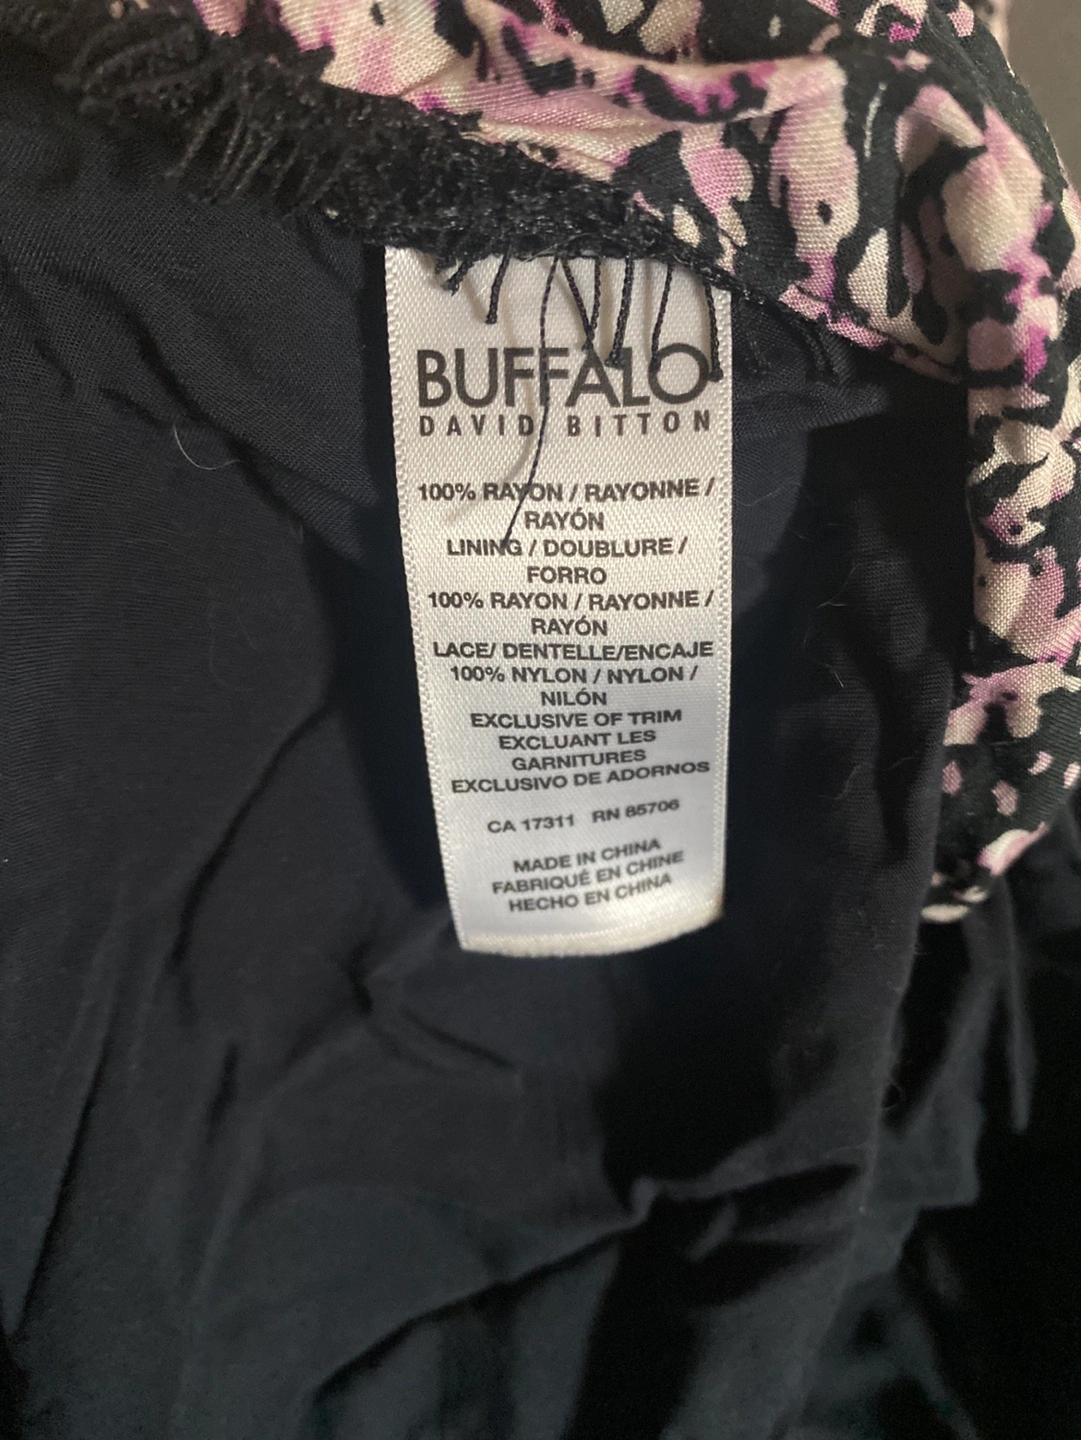 BUFFALO
DAVID BITTON
100% RAYON / RAYONNE /
RAYÓN
LINING / DOUBLURE /
FORRO
100% RAYON / RAYONNE /
RAYÓN
LACE/ DENTELLE/ENCAJE
100% NYLON / NYLON /
NILÓN
EXCLUSIVE OF TRIM
EXCLUANT LES
GARNITURES
EXCLUSIVO DE ADORNOS
CA 17311 RN 85706
MADE IN CHINA
FABRIQUÉ EN CHINE
HECHO EN CHINA